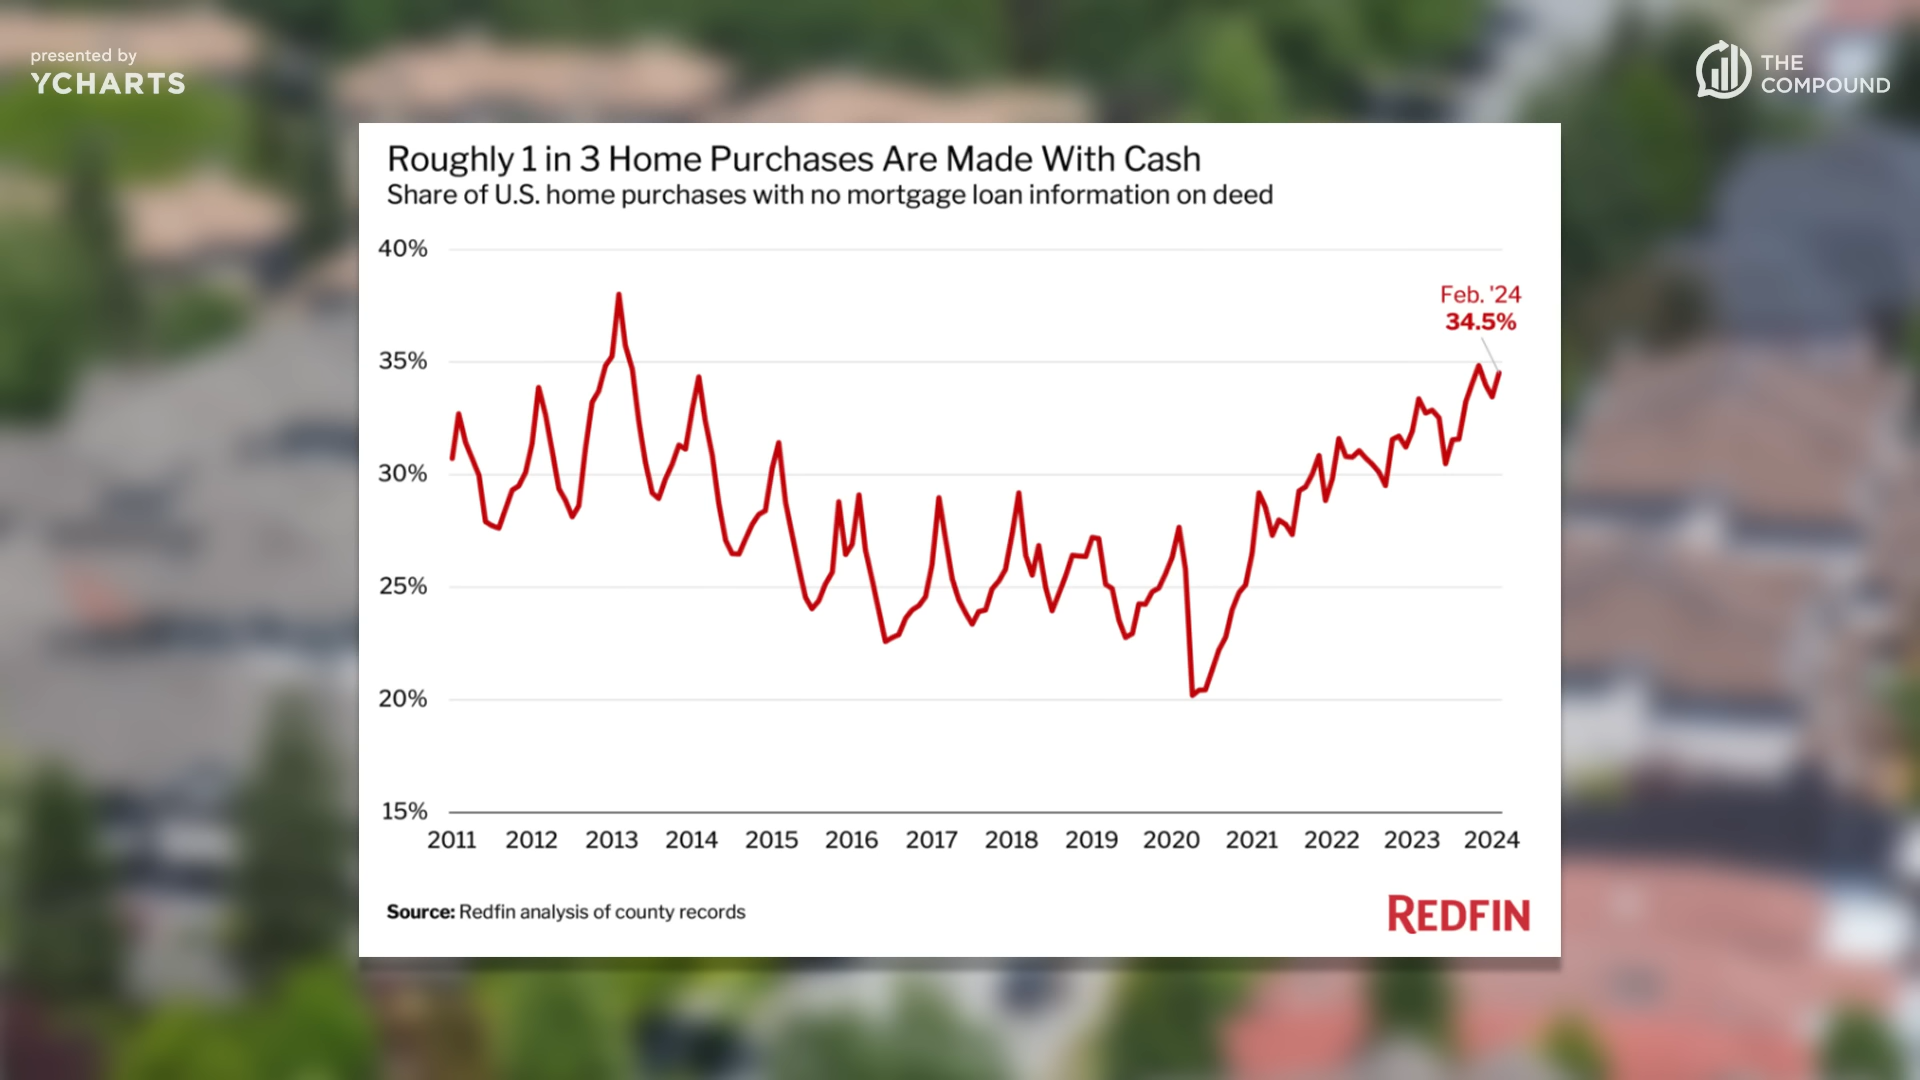 presented by
YCHARTS
THE
COMPOUND
Roughly 1 in 3 Home Purchases Are Made With Cash
Share of U.S. home purchases with no mortgage loan information on deed
40%
Feb. '24
34.5%
35%
30%
25%
20%
15%
2011 2012 2013 2014 2015 2016 2017 2018 2019 2020 2021 2022 2023 2024
Source: Redfin analysis of county records
REDFIN